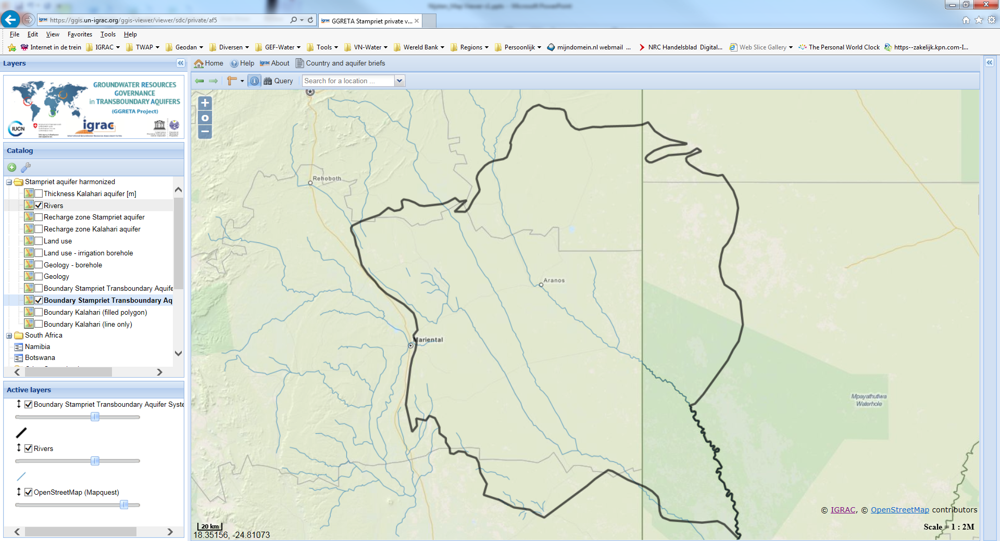 https://ggis.un-igrac.org/ggis-viewer/viewer/sdc/private/af5
GGRETA Stampriet private v...
File Edit View Favorites Tools Help
Internet in de trein IGRAC TWAP Geodan Diversen GEF-Water Tools VN-Water Wereld Bank Regions Persoonlijk mijndomein.nl webmail ... NRC Handelsblad Digital... Web Slice Gallery The Personal World Clock https--zakelijk.kpn.com-I...
Layers
Home Help igrac About Country and aquifer briefs
Query Search for a location ...
GROUNDWATER RESOURCES
GOVERNANCE
in TRANSBOUNDARY AQUIFERS
(GGRETA Project)
IUCN
igrac
Catalog
Stampriet aquifer harmonized
Thickness Kalahari aquifer [m]
Rivers
Recharge zone Stampriet aquifer
Recharge zone Kalahari aquifer
Land use
Land use - irrigation borehole
Geology - borehole
Geology
Boundary Stampriet Transboundary Aquife
Boundary Stampriet Transboundary Aq
Boundary Kalahari (filled polygon)
Boundary Kalahari (line only)
South Africa
Namibia
Botswana
Active layers
Boundary Stampriet Transboundary Aquifer Syste
Rivers
OpenStreetMap (Mapquest)
Rehoboth
Aranos
Mariental
Mpayathutlwa
Waterhole
© IGRAC, © OpenStreetMap contributors
Scale = 1 : 2M
20 km
18.35156, -24.81073